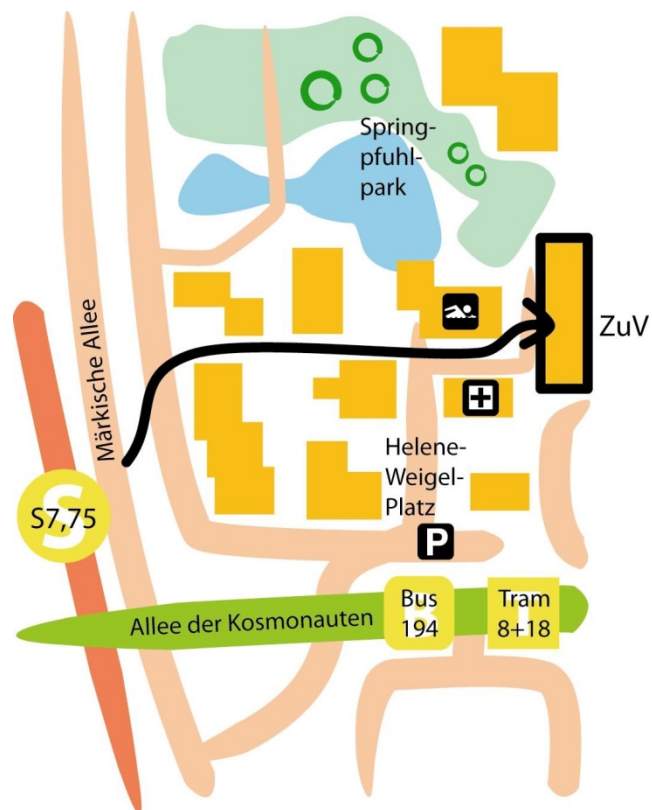 Spring-
pfuhl-
park
Märkische Allee
ZuV
Helene-
Weigel-
Platz
S
S7,75
P
Allee der Kosmonauten
Bus
194
Tram
8+18